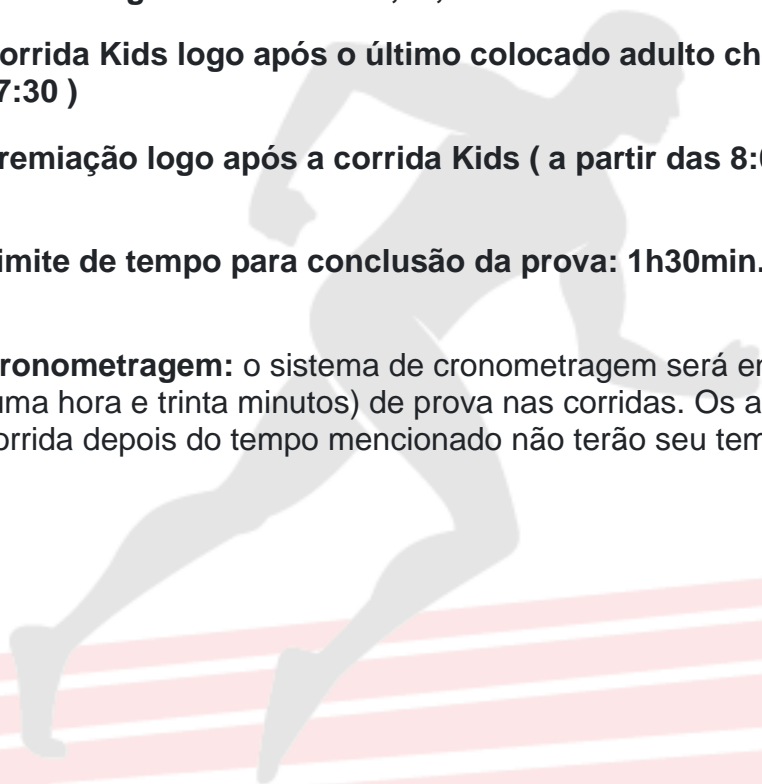 orrida Kids logo após o último colocado adulto ch
7:30 )
remiação logo após a corrida Kids ( a partir das 8:0
imite de tempo para conclusão da prova: 1h30min.
ronometragem: o sistema de cronometragem será en
uma hora e trinta minutos) de prova nas corridas. Os a
orrida depois do tempo mencionado não terão seu tem